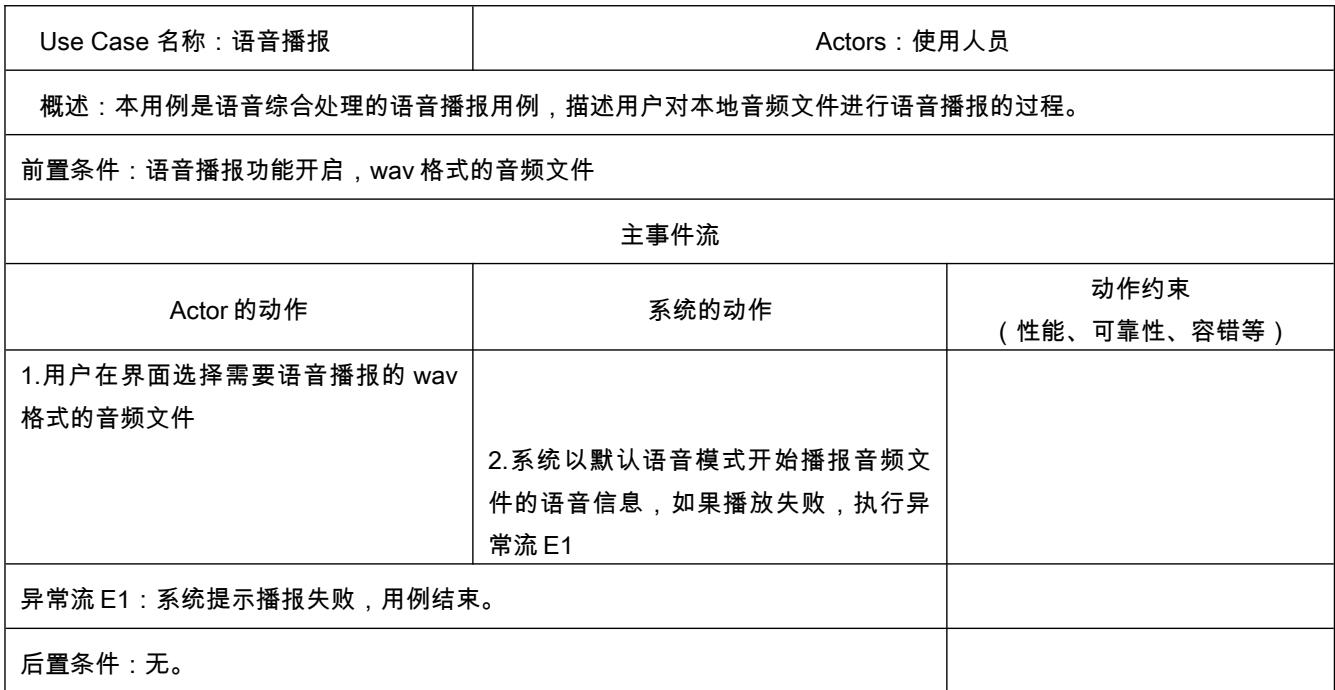 Use Case 名称：语音播报
Actors：使用人员
概述：本用例是语音综合处理的语音播报用例，描述用户对本地音频文件进行语音播报的过程。
前置条件：语音播报功能开启，wav 格式的音频文件
主事件流
Actor 的动作
系统的动作
动作约束
（性能、可靠性、容错等）
1.用户在界面选择需要语音播报的 wav
格式的音频文件
2.系统以默认语音模式开始播报音频文
件的语音信息，如果播放失败，执行异
常流 E1
异常流 E1：系统提示播报失败，用例结束。
后置条件：无。